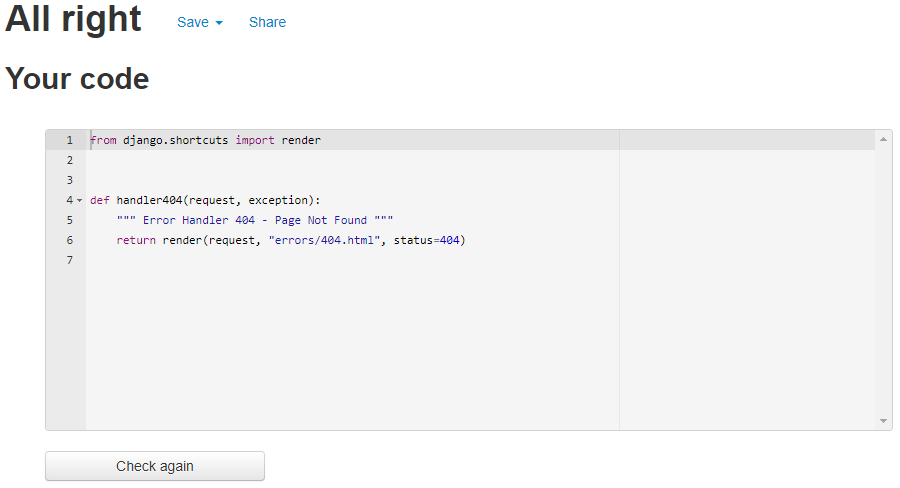 All right Save Share
Your code
1 from django.shortcuts import render
2
3
4 def handler404(request, exception):
5     """ Error Handler 404 - Page Not Found """
6     return render(request, "errors/404.html", status=404)
7
Check again